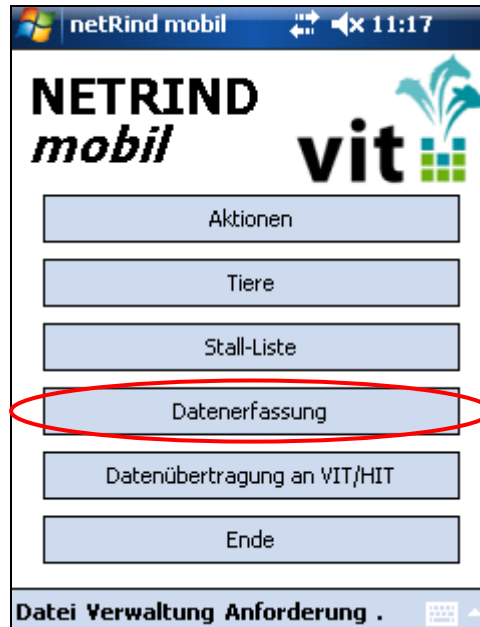 netRind mobil 11:17
NETRIND
mobil
vit
Aktionen
Tiere
Stall-Liste
Datenerfassung
Datenübertragung an VIT/HIT
Ende
Datei Verwaltung Anforderung .